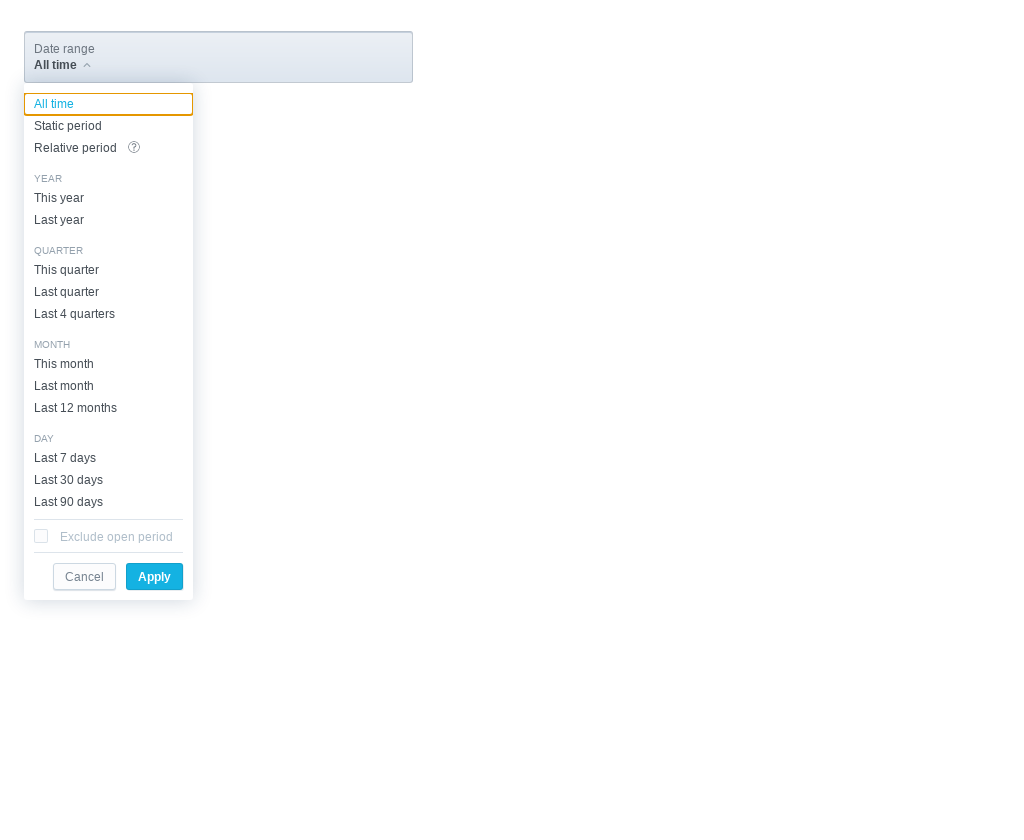 Date range
All time
All time
Static period
Relative period ?
YEAR
This year
Last year
QUARTER
This quarter
Last quarter
Last 4 quarters
MONTH
This month
Last month
Last 12 months
DAY
Last 7 days
Last 30 days
Last 90 days
Exclude open period
Cancel Apply